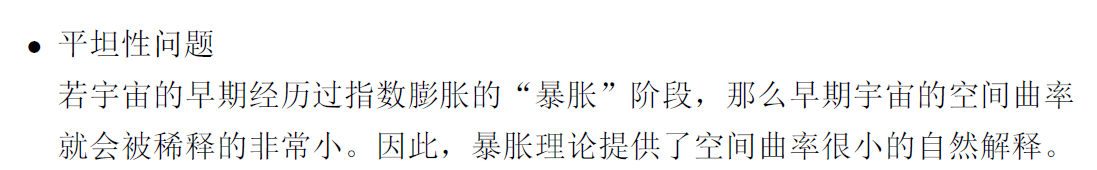 • 平坦性问题
若宇宙的早期经历过指数膨胀的“暴胀”阶段，那么早期宇宙的空间曲率
就会被稀释的非常小。因此，暴胀理论提供了空间曲率很小的自然解释。